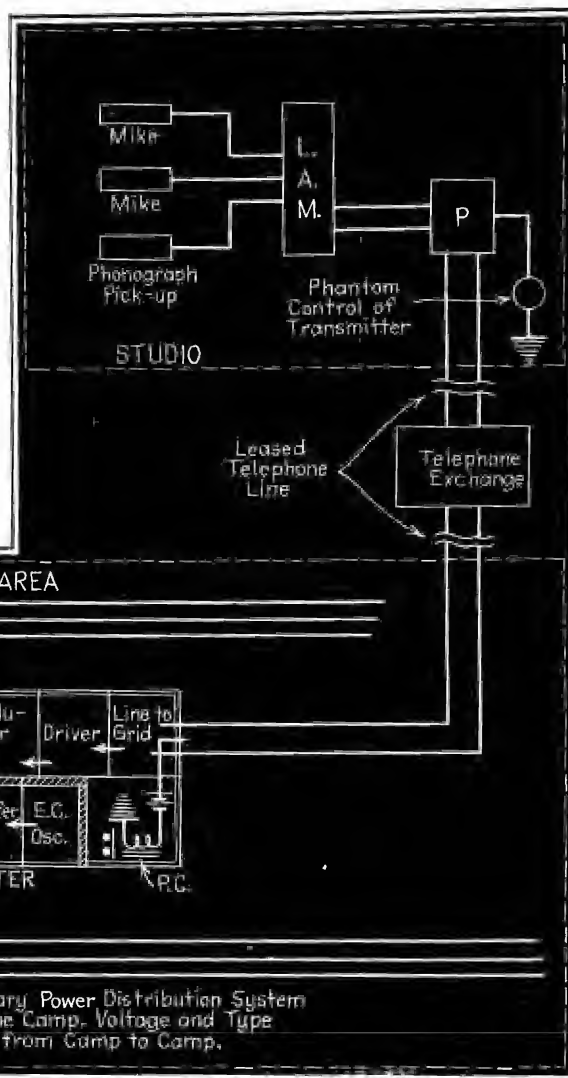 Mike
Mike
Phonograph
Pick-up
L.
A.
M.
P
Phantom
Control of
Transmitter
STUDIO
Leased
Telephone
Line
Telephone
Exchange
AREA
Driver
Line to
Grid
E.C.
Osc.
P.C.
Power Distribution System
Camp. Voltage and Type
from Camp to Camp.